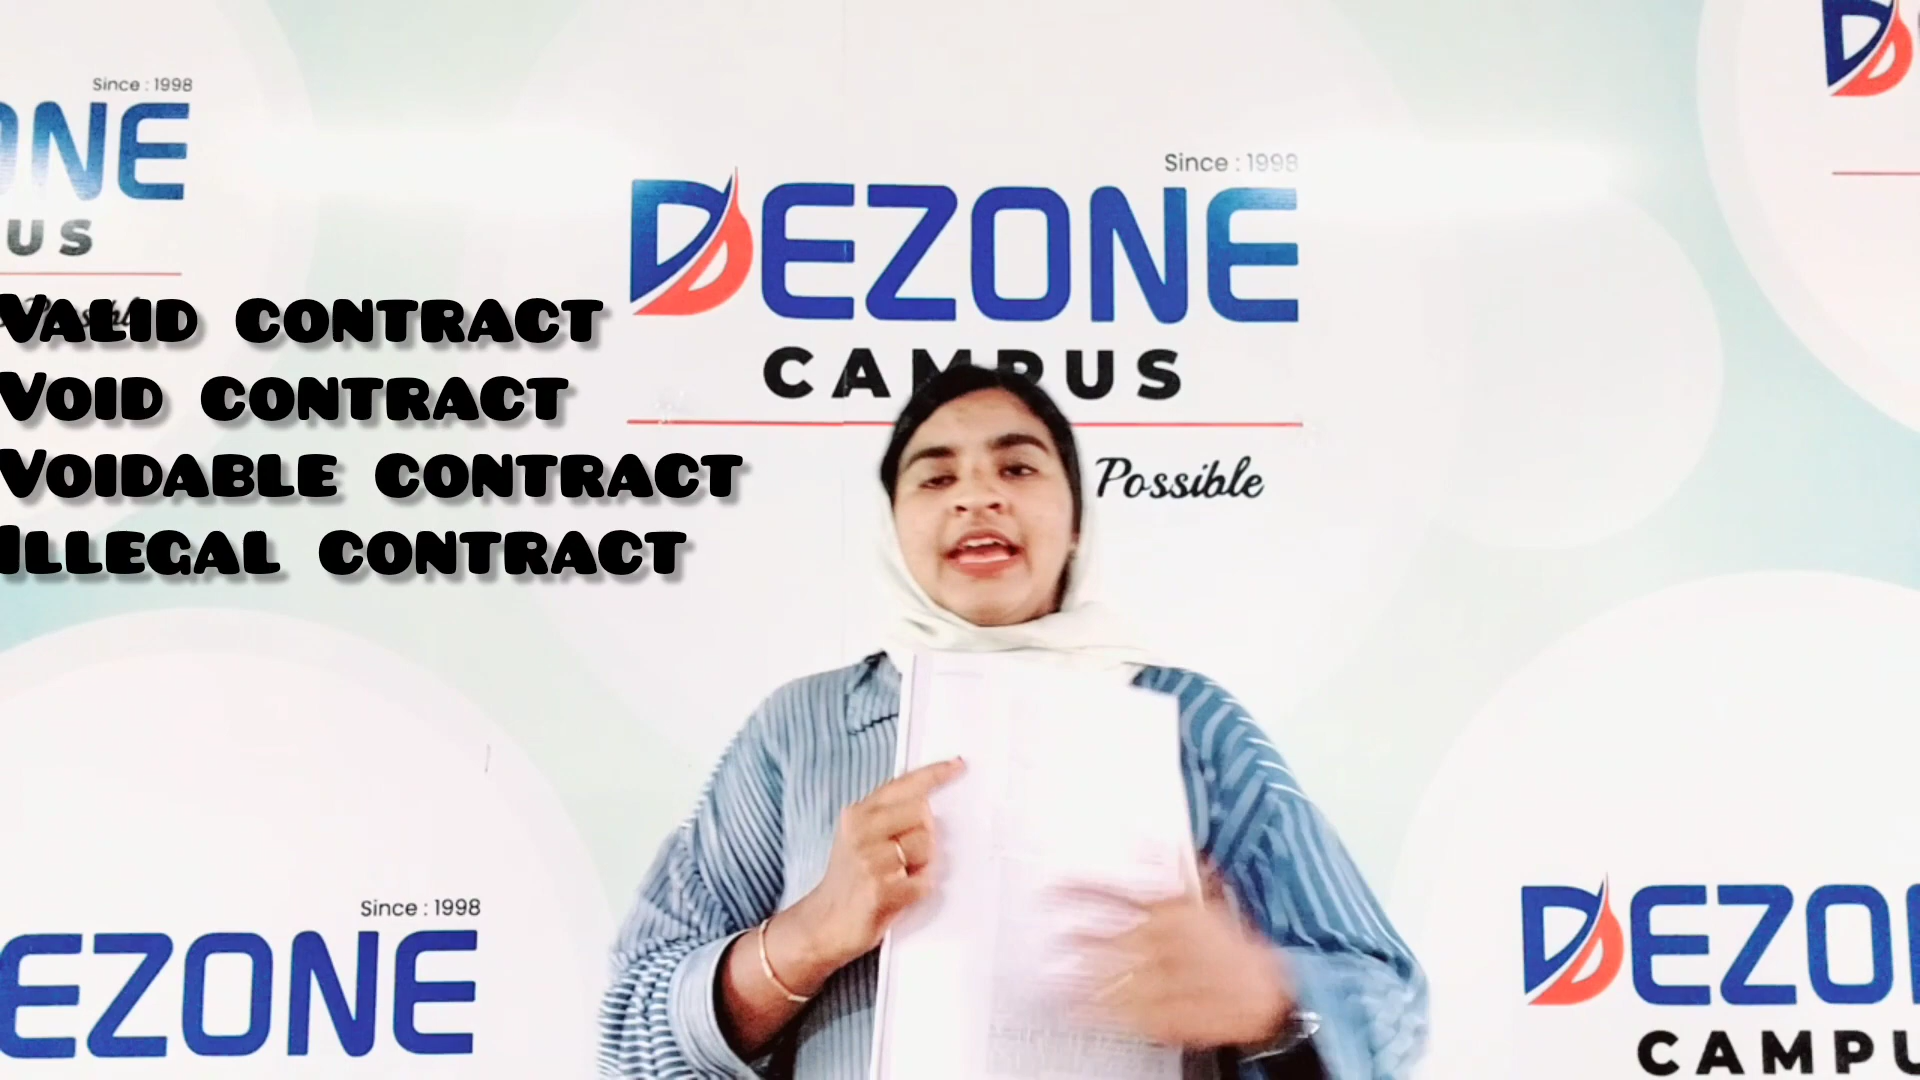 Since : 1998
ONE
US
Since : 1998
DEZONE
CAMPUS
Possible
VALID CONTRACT
VOID CONTRACT
VOIDABLE CONTRACT
ILLEGAL CONTRACT
Since : 1998
EZONE
DEZO
CAMPU